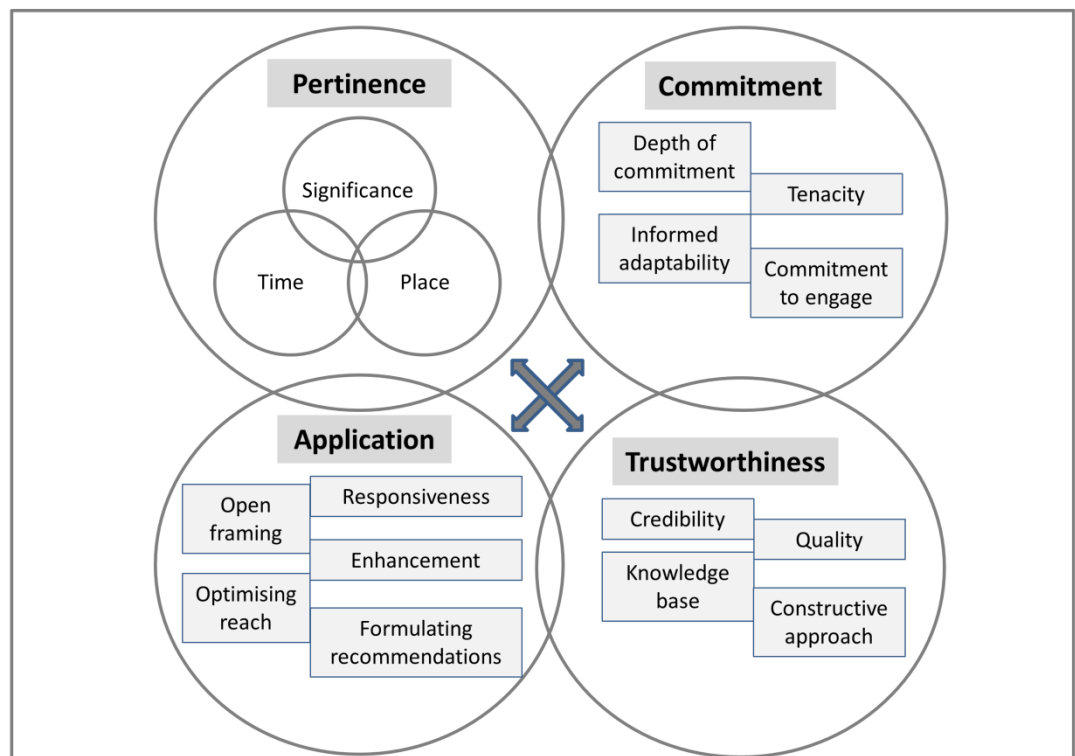 Pertinence
Significance
Time
Place
Commitment
Depth of
commitment
Tenacity
Informed
adaptability
Commitment
to engage
Application
Open
framing
Responsiveness
Enhancement
Optimising
reach
Formulating
recommendations
Trustworthiness
Credibility
Quality
Knowledge
base
Constructive
approach